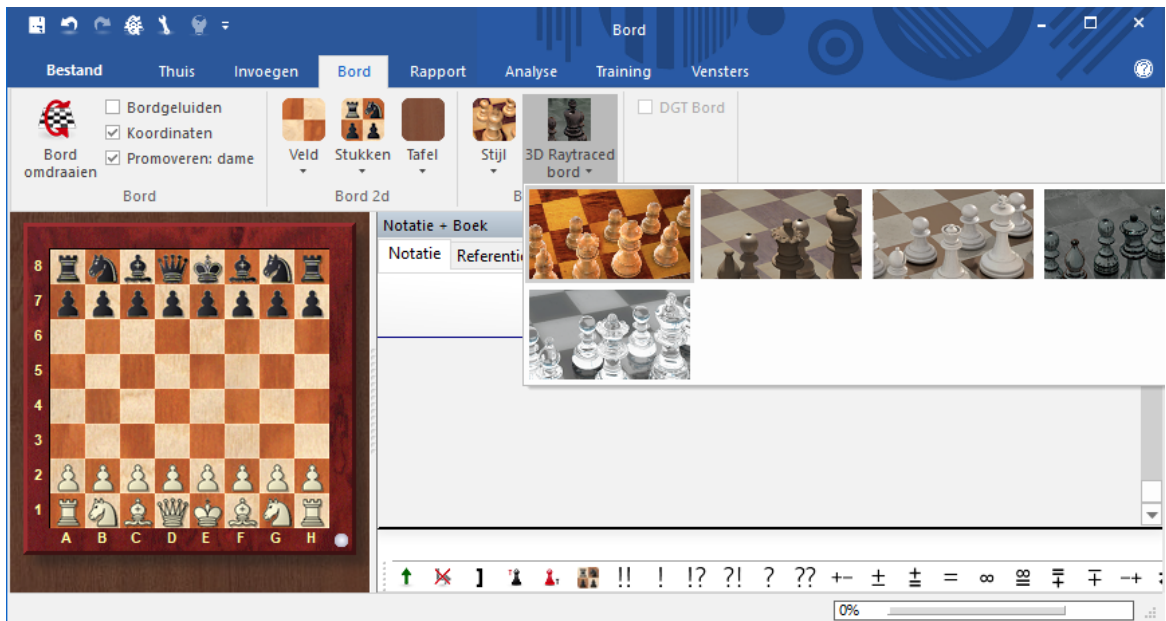 Bord
Bestand Thuis Invoegen Bord Rapport Analyse Training Vensters
Bord omdraaien
Bordgeluiden
Koordinaten
Promoveren: dame
Bord
Veld Stukken Tafel
Bord 2d
Stijl
3D Raytraced
bord
B
DGT Bord
Notatie + Boek
Notatie Referenti
8
7
6
5
4
3
2
1
A B C D E F G H
] !! ! !? ?! ? ?? +− ± ⩲ = ∞ ∓ −+
0%